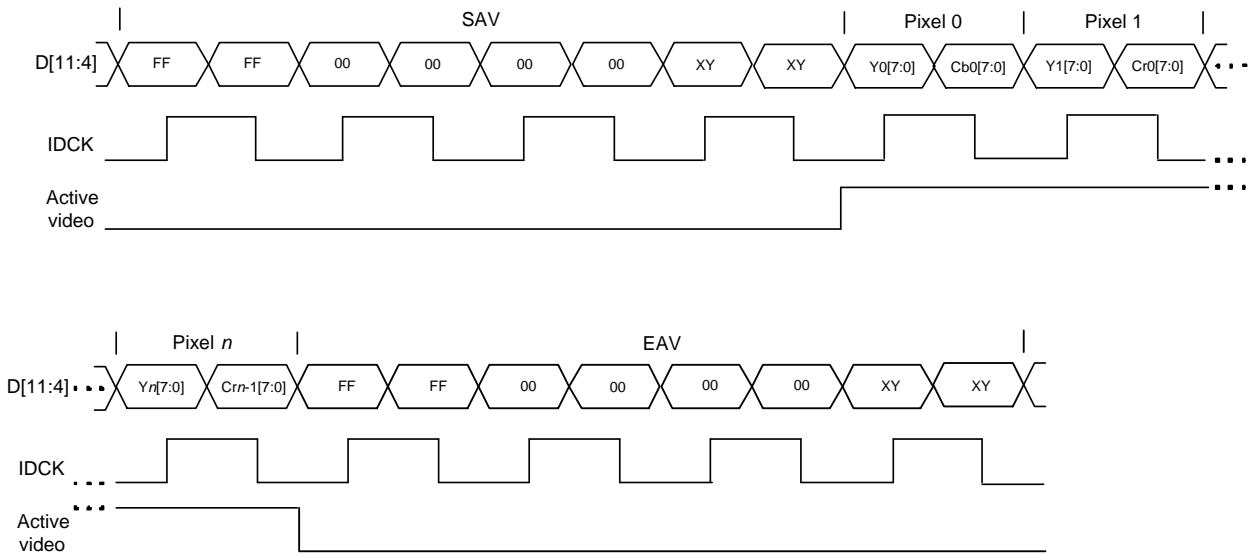 SAV Pixel 0 Pixel 1
D[11:4] FF FF 00 00 00 00 XY XY Y0[7:0] Cb0[7:0] Y1[7:0] Cr0[7:0]
IDCK
Active
video
Pixel n EAV
D[11:4] Yn[7:0] Crn-1[7:0] FF FF 00 00 00 00 XY XY
IDCK
Active
video